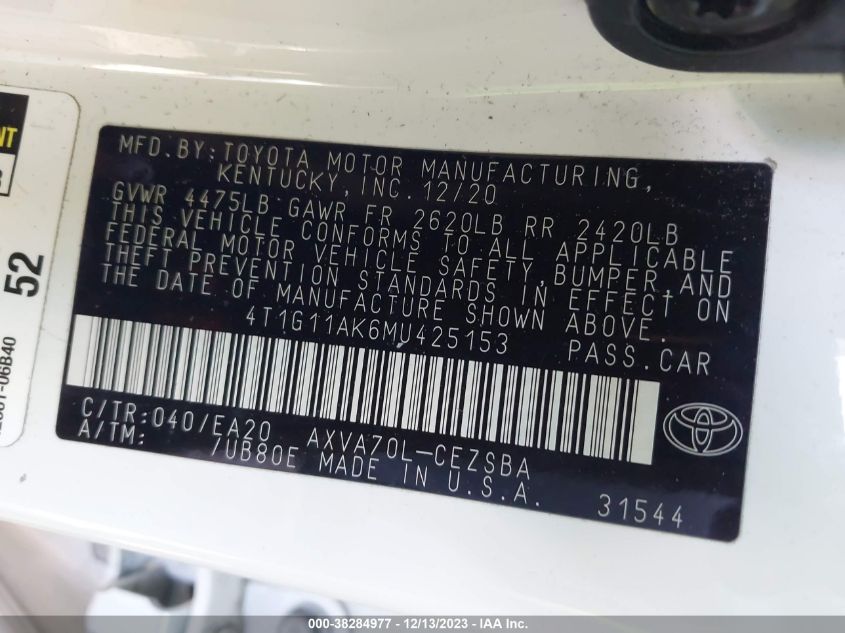 MFD. BY: TOYOTA MOTOR MANUFACTURING,
KENTUCKY, INC. 12/20
GVWR 4475LB GAWR FR 2620LB RR 2420LB
THIS VEHICLE CONFORMS TO ALL APPLICABLE
FEDERAL MOTOR VEHICLE SAFETY, BUMPER, AND
THEFT PREVENTION STANDARDS IN EFFECT ON
THE DATE OF MANUFACTURE SHOWN ABOVE.
4T1G11AK6MU425153 PASS.CAR
C/TR:040/EA20 AXVA70L-CEZSBA
A/TM: /UB80E MADE IN U.S.A.
31544
52
000-38284977 - 12/13/2023 - IAA, Inc.